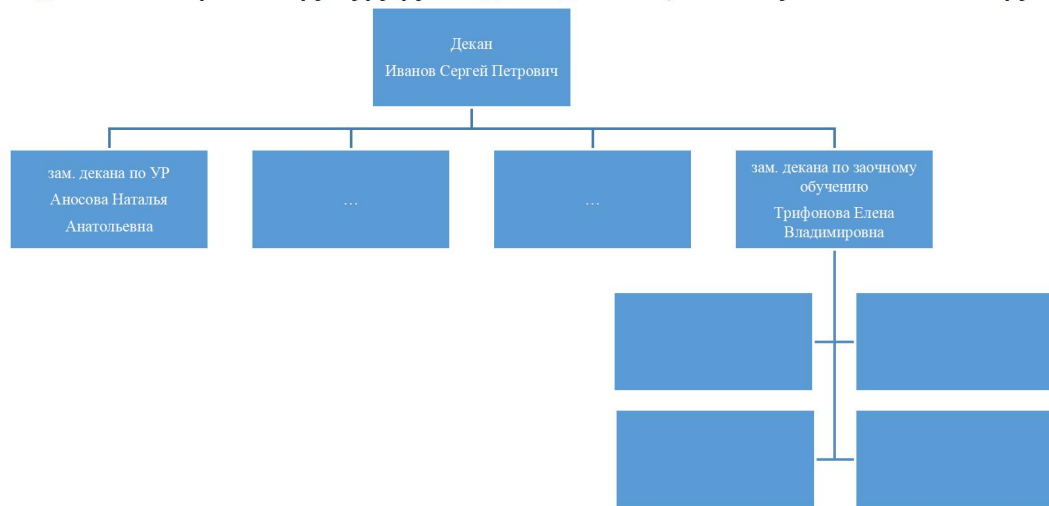 Декан
Иванов Сергей Петрович
зам. декана по УР
Аносова Наталья
Анатольевна
…
…
зам. декана по заочному
обучению
Трифонова Елена
Владимировна